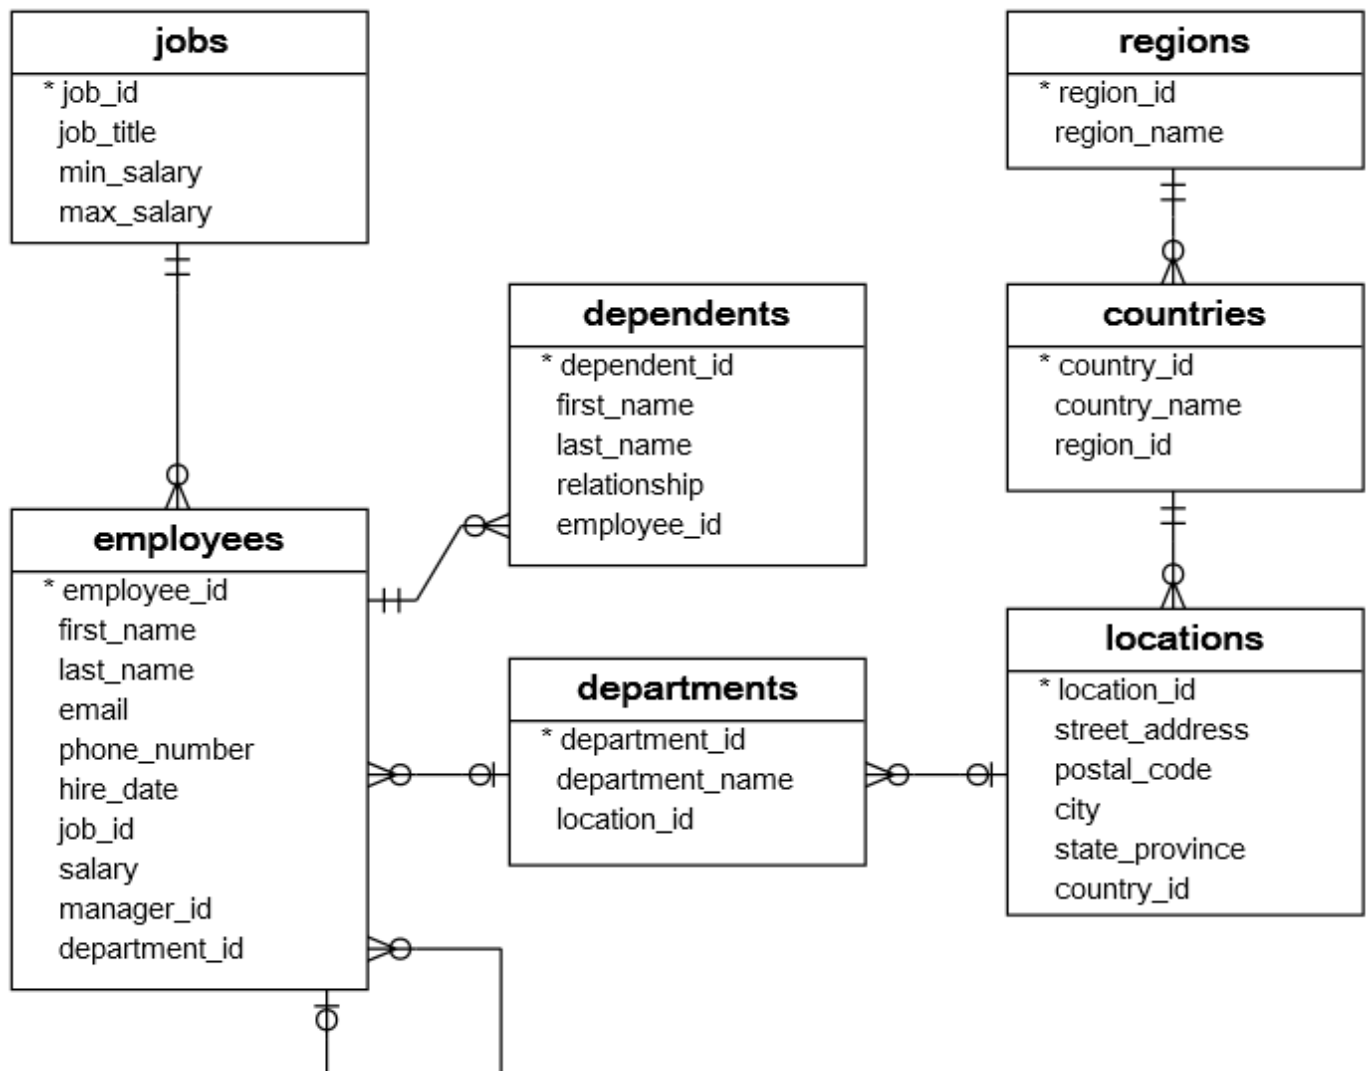 jobs
* job_id
job_title
min_salary
max_salary
regions
* region_id
region_name
dependents
* dependent_id
first_name
last_name
relationship
employee_id
countries
* country_id
country_name
region_id
employees
* employee_id
first_name
last_name
email
phone_number
hire_date
job_id
salary
manager_id
department_id
departments
* department_id
department_name
location_id
locations
* location_id
street_address
postal_code
city
state_province
country_id